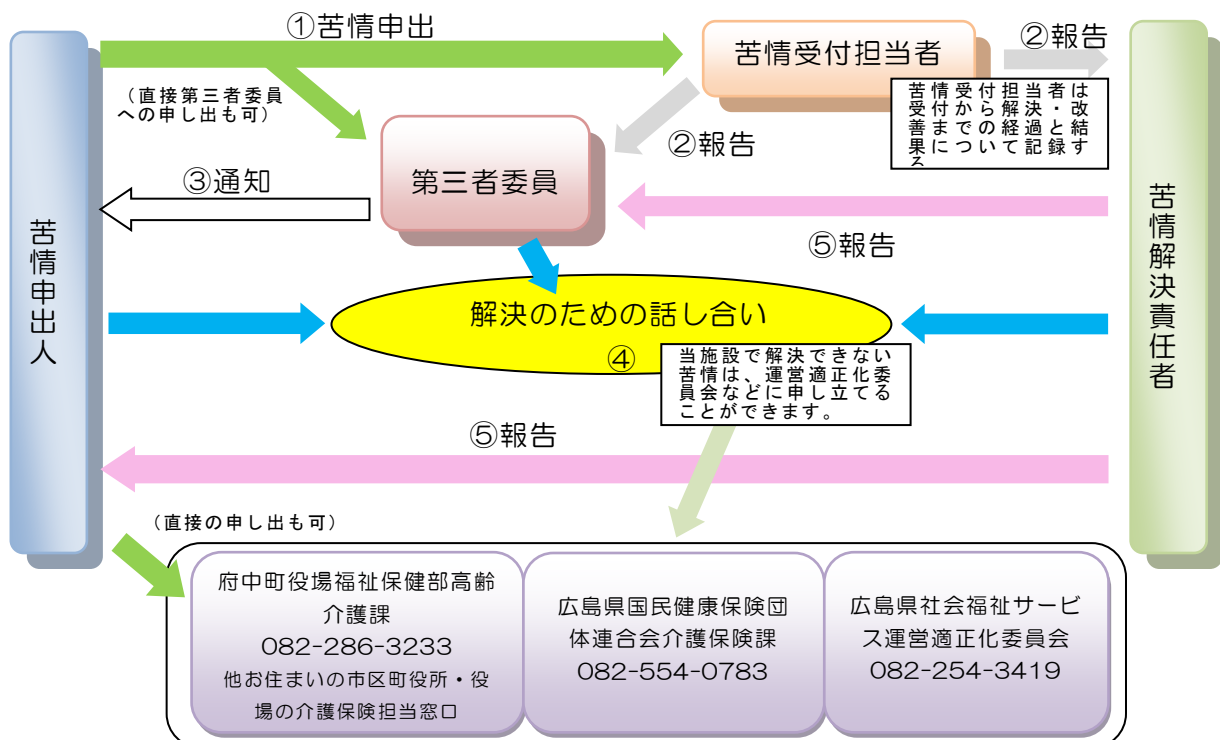 ①苦情申出
苦情受付担当者
②報告
苦情受付担当者は
受付から解決・改
善までの経過と結
果について記録す
る
（直接第三者委員
への申し出も可）
②報告
第三者委員
③通知
苦情申出人
苦情解決責任者
⑤報告
解決のための話し合い
④
当施設で解決できない
苦情は、運営適正化委
員会などに申し立てる
ことができます。
⑤報告
（直接の申し出も可）
府中町役場福祉保健部高齢
介護課
082-286-3233
他お住まいの市区町役所・役
場の介護保険担当窓口
広島県国民健康保険団
体連合会介護保険課
082-554-0783
広島県社会福祉サービ
ス運営適正化委員会
082-254-3419